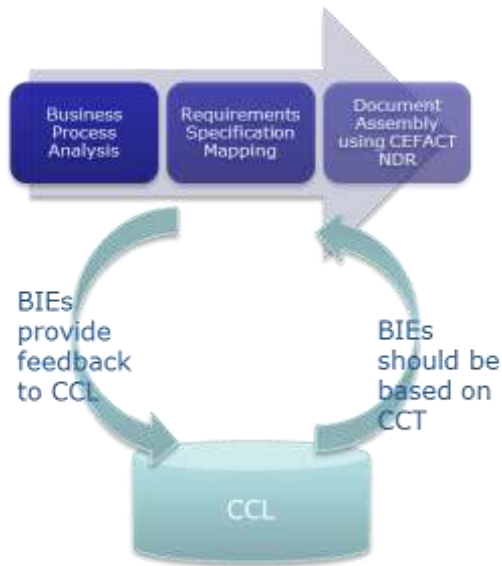 Business
Process
Analysis
Requirements
Specification
Mapping
Document
Assembly
using CEFACT
NDR
BIEs
provide
feedback
to CCL
BIEs
should be
based on
CCT
CCL